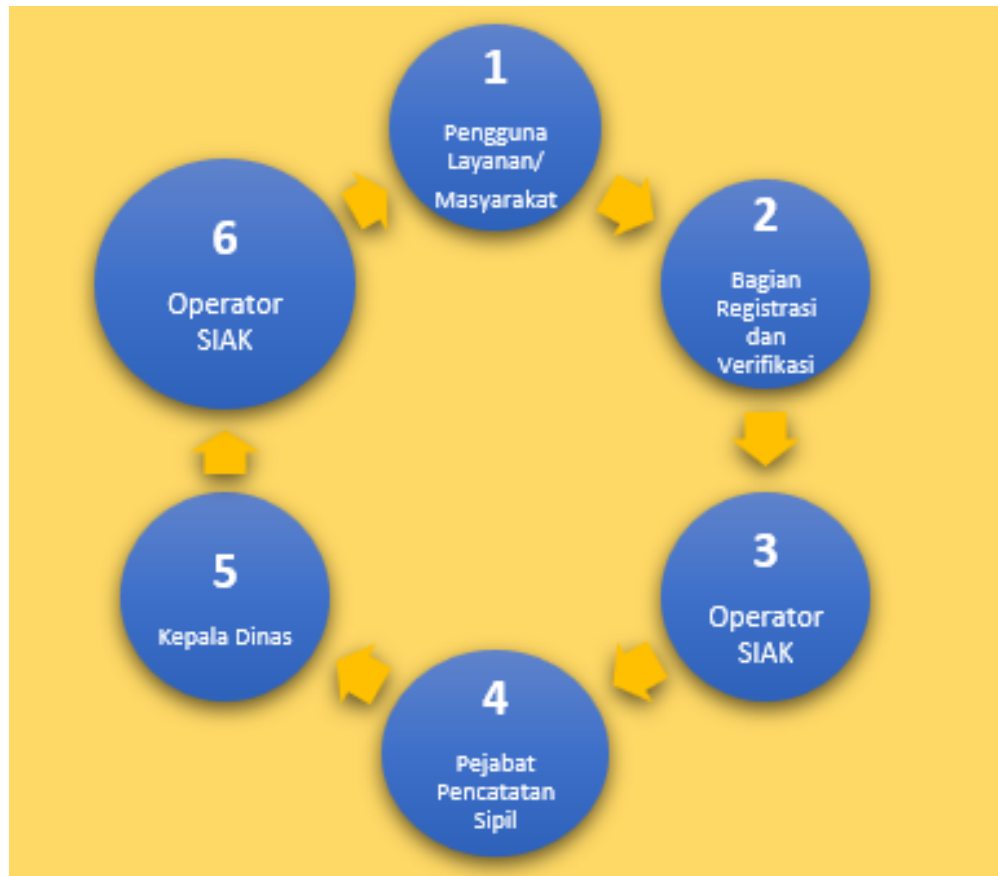 1
Pengguna
Layanan/
Masyarakat
2
Bagian
Registrasi
dan
Verifikasi
3
Operator
SIAK
4
Pejabat
Pencatatan
Sipil
5
Kepala Dinas
6
Operator
SIAK